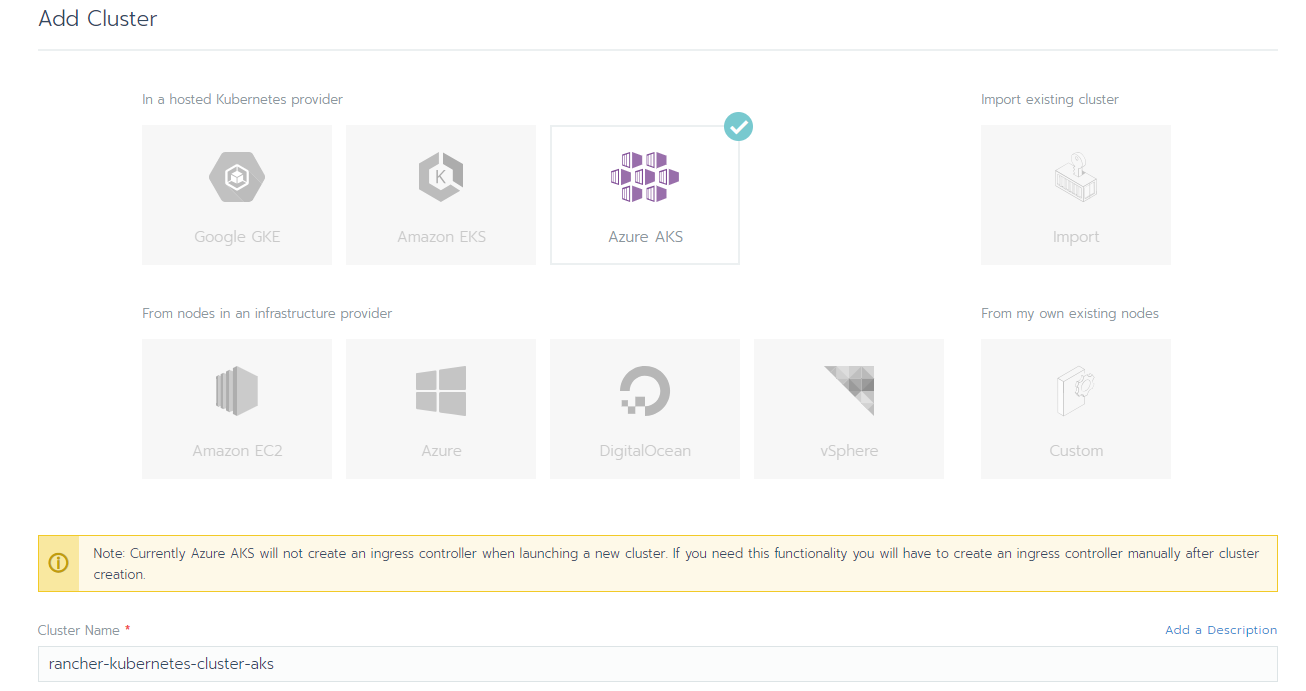 Add Cluster
In a hosted Kubernetes provider
Import existing cluster
K
Google GKE
Amazon EKS
Azure AKS
Import
From nodes in an infrastructure provider
From my own existing nodes
Amazon EC2
Azure
DigitalOcean
vSphere
Custom
Note: Currently Azure AKS will not create an ingress controller when launching a new cluster. If you need this functionality you will have to create an ingress controller manually after cluster
creation.
Cluster Name *
Add a Description
rancher-kubernetes-cluster-aks